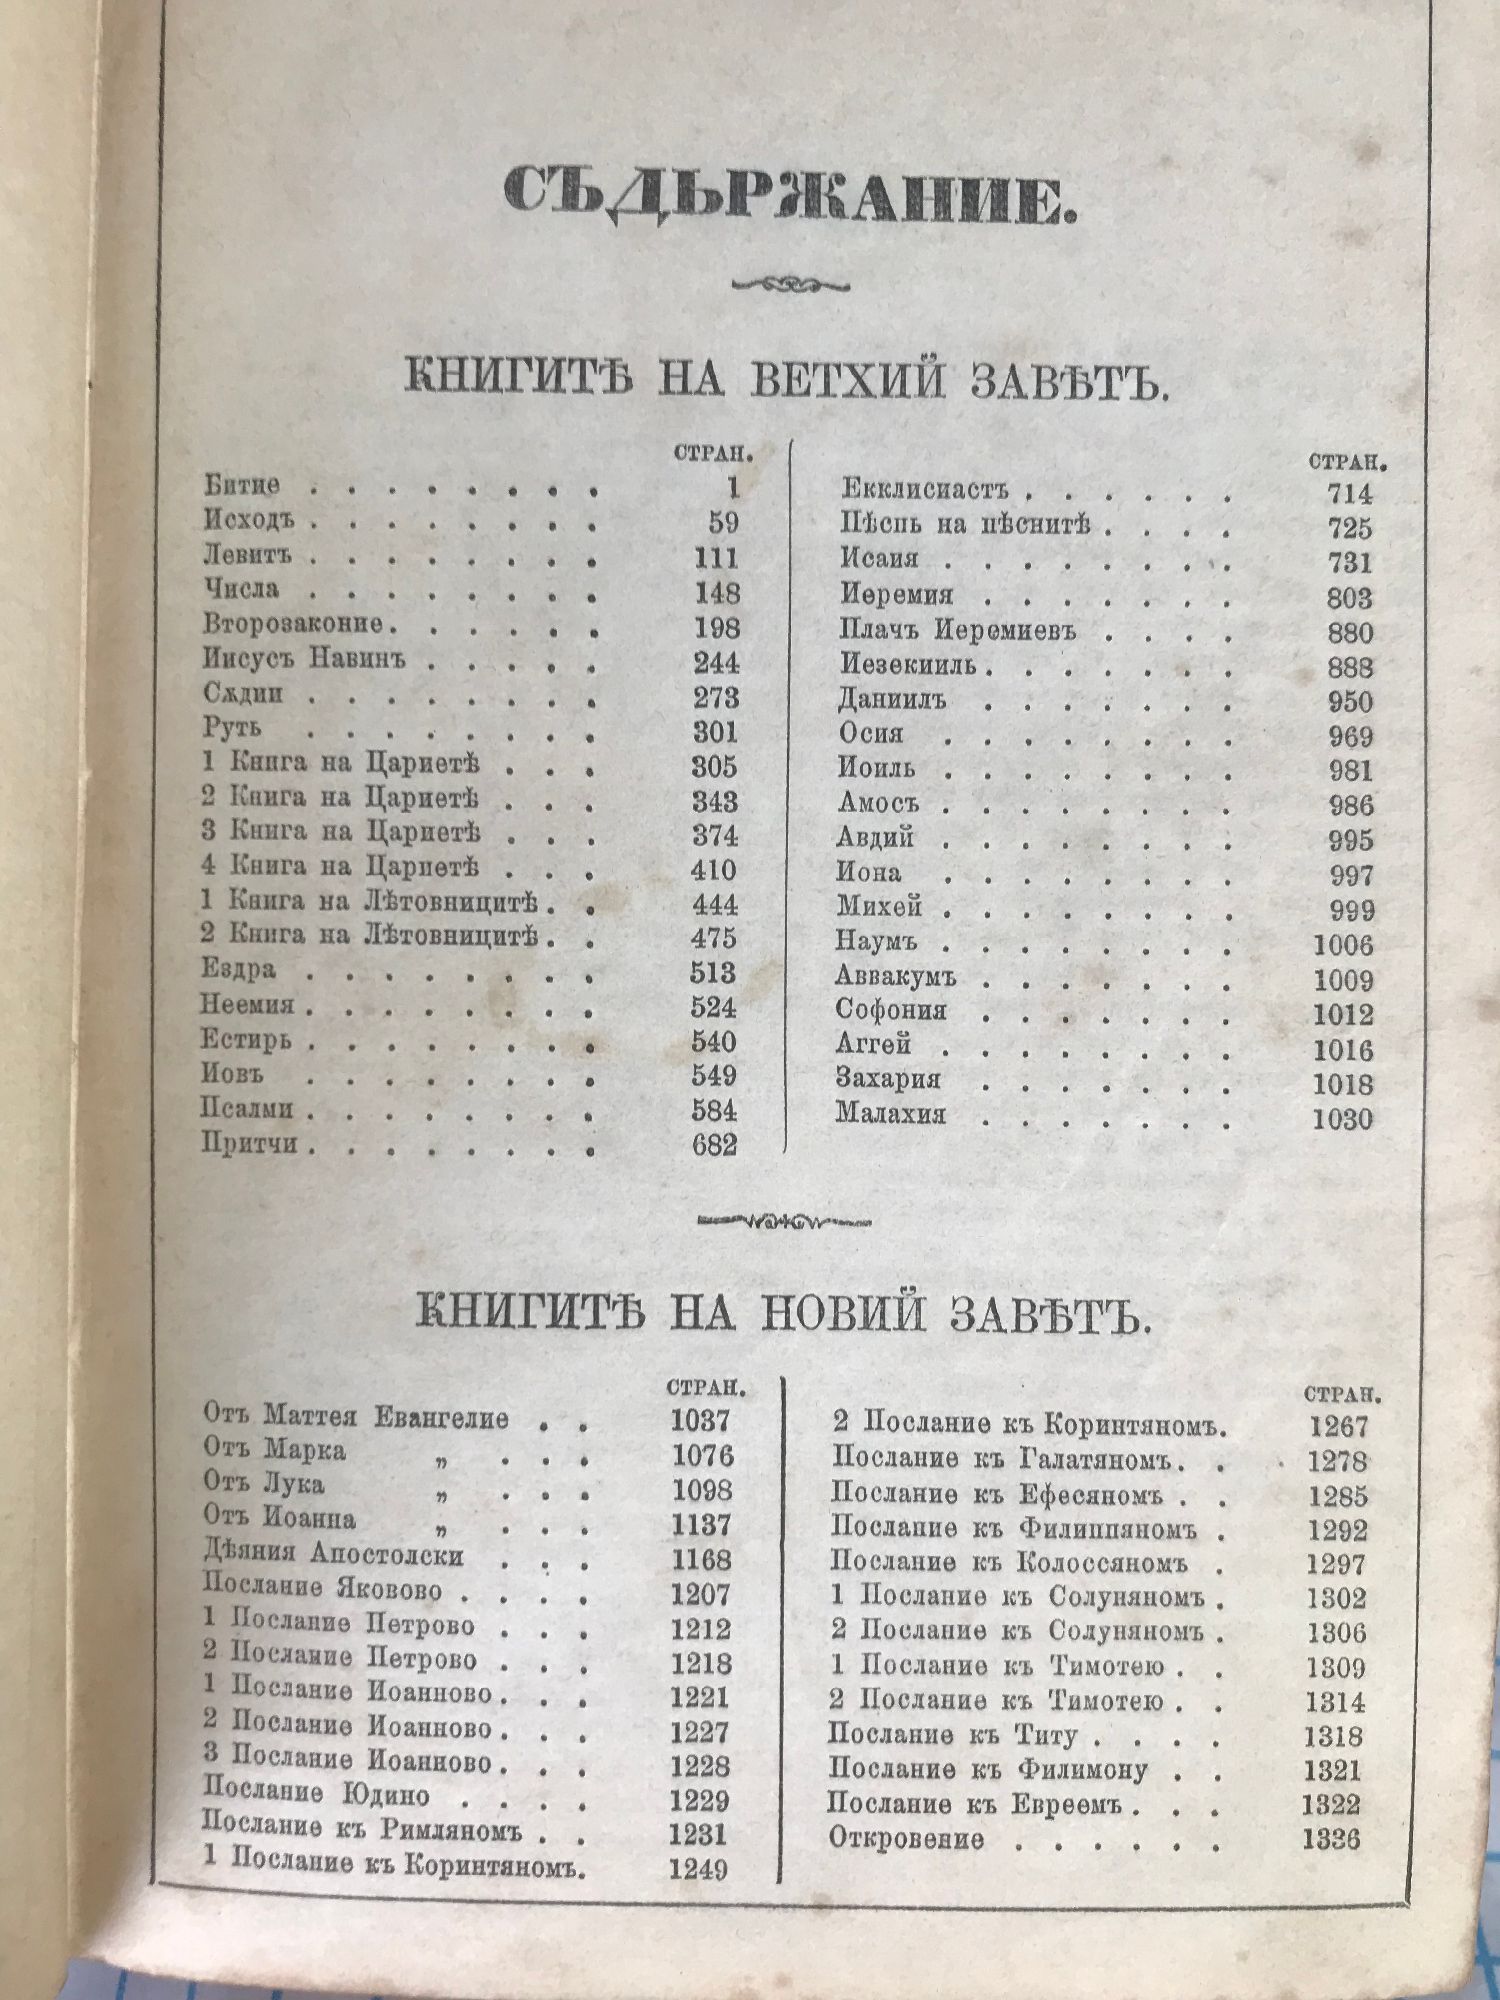 СЪДЬРЖАНИЕ.
КНИГИТѢ НА ВЕТХИЙ ЗАВѢТЪ.
СТРАН.
Битие . . . . . . . . 1
Исходъ . . . . . . . . 59
Левитъ . . . . . . . . 111
Числа . . . . . . . . 148
Второзаконие . . . . . . 198
Иисусъ Навинъ . . . . . 244
Сѫдии . . . . . . . . 273
Руть . . . . . . . . 301
1 Книга на Цариетѣ . . . 305
2 Книга на Цариетѣ . . . 343
3 Книга на Цариетѣ . . . 374
4 Книга на Цариетѣ . . . 410
1 Книга на Лѣтовницитѣ . . 444
2 Книга на Лѣтовницитѣ . . 475
Ездра . . . . . . . . 513
Неемия . . . . . . . . 524
Естирь . . . . . . . . 540
Иовъ . . . . . . . . 549
Псалми . . . . . . . . 584
Притчи . . . . . . . . 682
СТРАН.
Екклисиастъ . . . . . . 714
Пѣснь на пѣснитѣ . . . . 725
Исаия . . . . . . . . 731
Иеремия . . . . . . . 803
Плачъ Иеремиевъ . . . . 880
Иезекииль . . . . . . . 888
Даниилъ . . . . . . . 950
Осия . . . . . . . . 969
Иоиль . . . . . . . . 981
Амосъ . . . . . . . . 986
Авдий . . . . . . . . 995
Иона . . . . . . . . 997
Михей . . . . . . . . 999
Наумъ . . . . . . . . 1006
Аввакумъ . . . . . . . 1009
Софония . . . . . . . 1012
Аггей . . . . . . . . 1016
Захария . . . . . . . 1018
Малахия . . . . . . . 1030
КНИГИТѢ НА НОВИЙ ЗАВѢТЪ.
СТРАН.
Отъ Маттея Евангелие . . 1037
Отъ Марка „ . . . 1076
Отъ Лука „ . . . 1098
Отъ Иоанна „ . . . 1137
Дѣяния Апостолски . . . 1168
Послание Яковово . . . . 1207
1 Послание Петрово . . . 1212
2 Послание Петрово . . . 1218
1 Послание Иоанново . . . 1221
2 Послание Иоанново . . . 1227
3 Послание Иоанново . . . 1228
Послание Юдино . . . . 1229
Послание къ Римляномъ . . 1231
1 Послание къ Коринтяномъ. 1249
СТРАН.
2 Послание къ Коринтяномъ. 1267
Послание къ Галатяномъ . . 1278
Послание къ Ефесяномъ . . 1285
Послание къ Филиппяномъ . 1292
Послание къ Колоссяномъ . 1297
1 Послание къ Солуняномъ . 1302
2 Послание къ Солуняномъ . 1306
1 Послание къ Тимотею . . 1309
2 Послание къ Тимотею . . 1314
Послание къ Титу . . . . 1318
Послание къ Филимону . . 1321
Послание къ Евреемъ . . . 1322
Откровение . . . . . . 1336